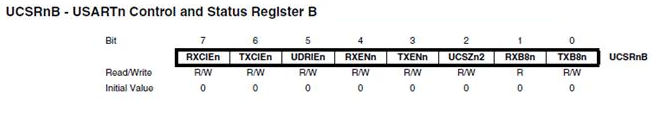 UCSRnB - USARTn Control and Status Register B
Bit 7 6 5 4 3 2 1 0
RXCIEn TXCIEn UDRIEn RXENn TXENn UCSZn2 RXB8n TXB8n UCSRnB
Read/Write R/W R/W R/W R/W R/W R/W R R/W
Initial Value 0 0 0 0 0 0 0 0